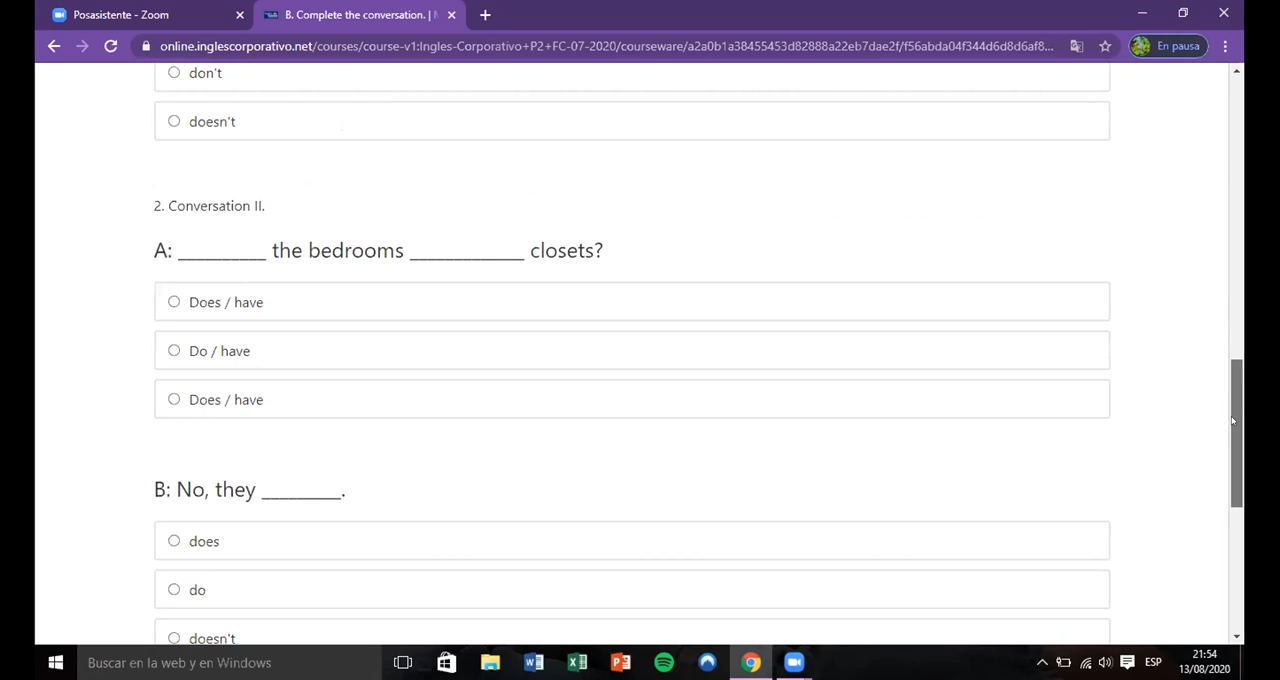 Posasistente - Zoom
B. Complete the conversation. |
online.inglescorporativo.net/courses/course-v1:Ingles-Corporativo+P2+FC-07-2020/courseware/a2a0b1a38455453d82888a22eb7dae2f/f56abda04f344d6d8d6af8...
En pausa
don't
doesn't
2. Conversation II.
A: __________ the bedrooms _____________ closets?
Does / have
Do / have
Does / have
B: No, they _________.
does
do
doesn't
Buscar en la web y en Windows
ESP
21:54
13/08/2020